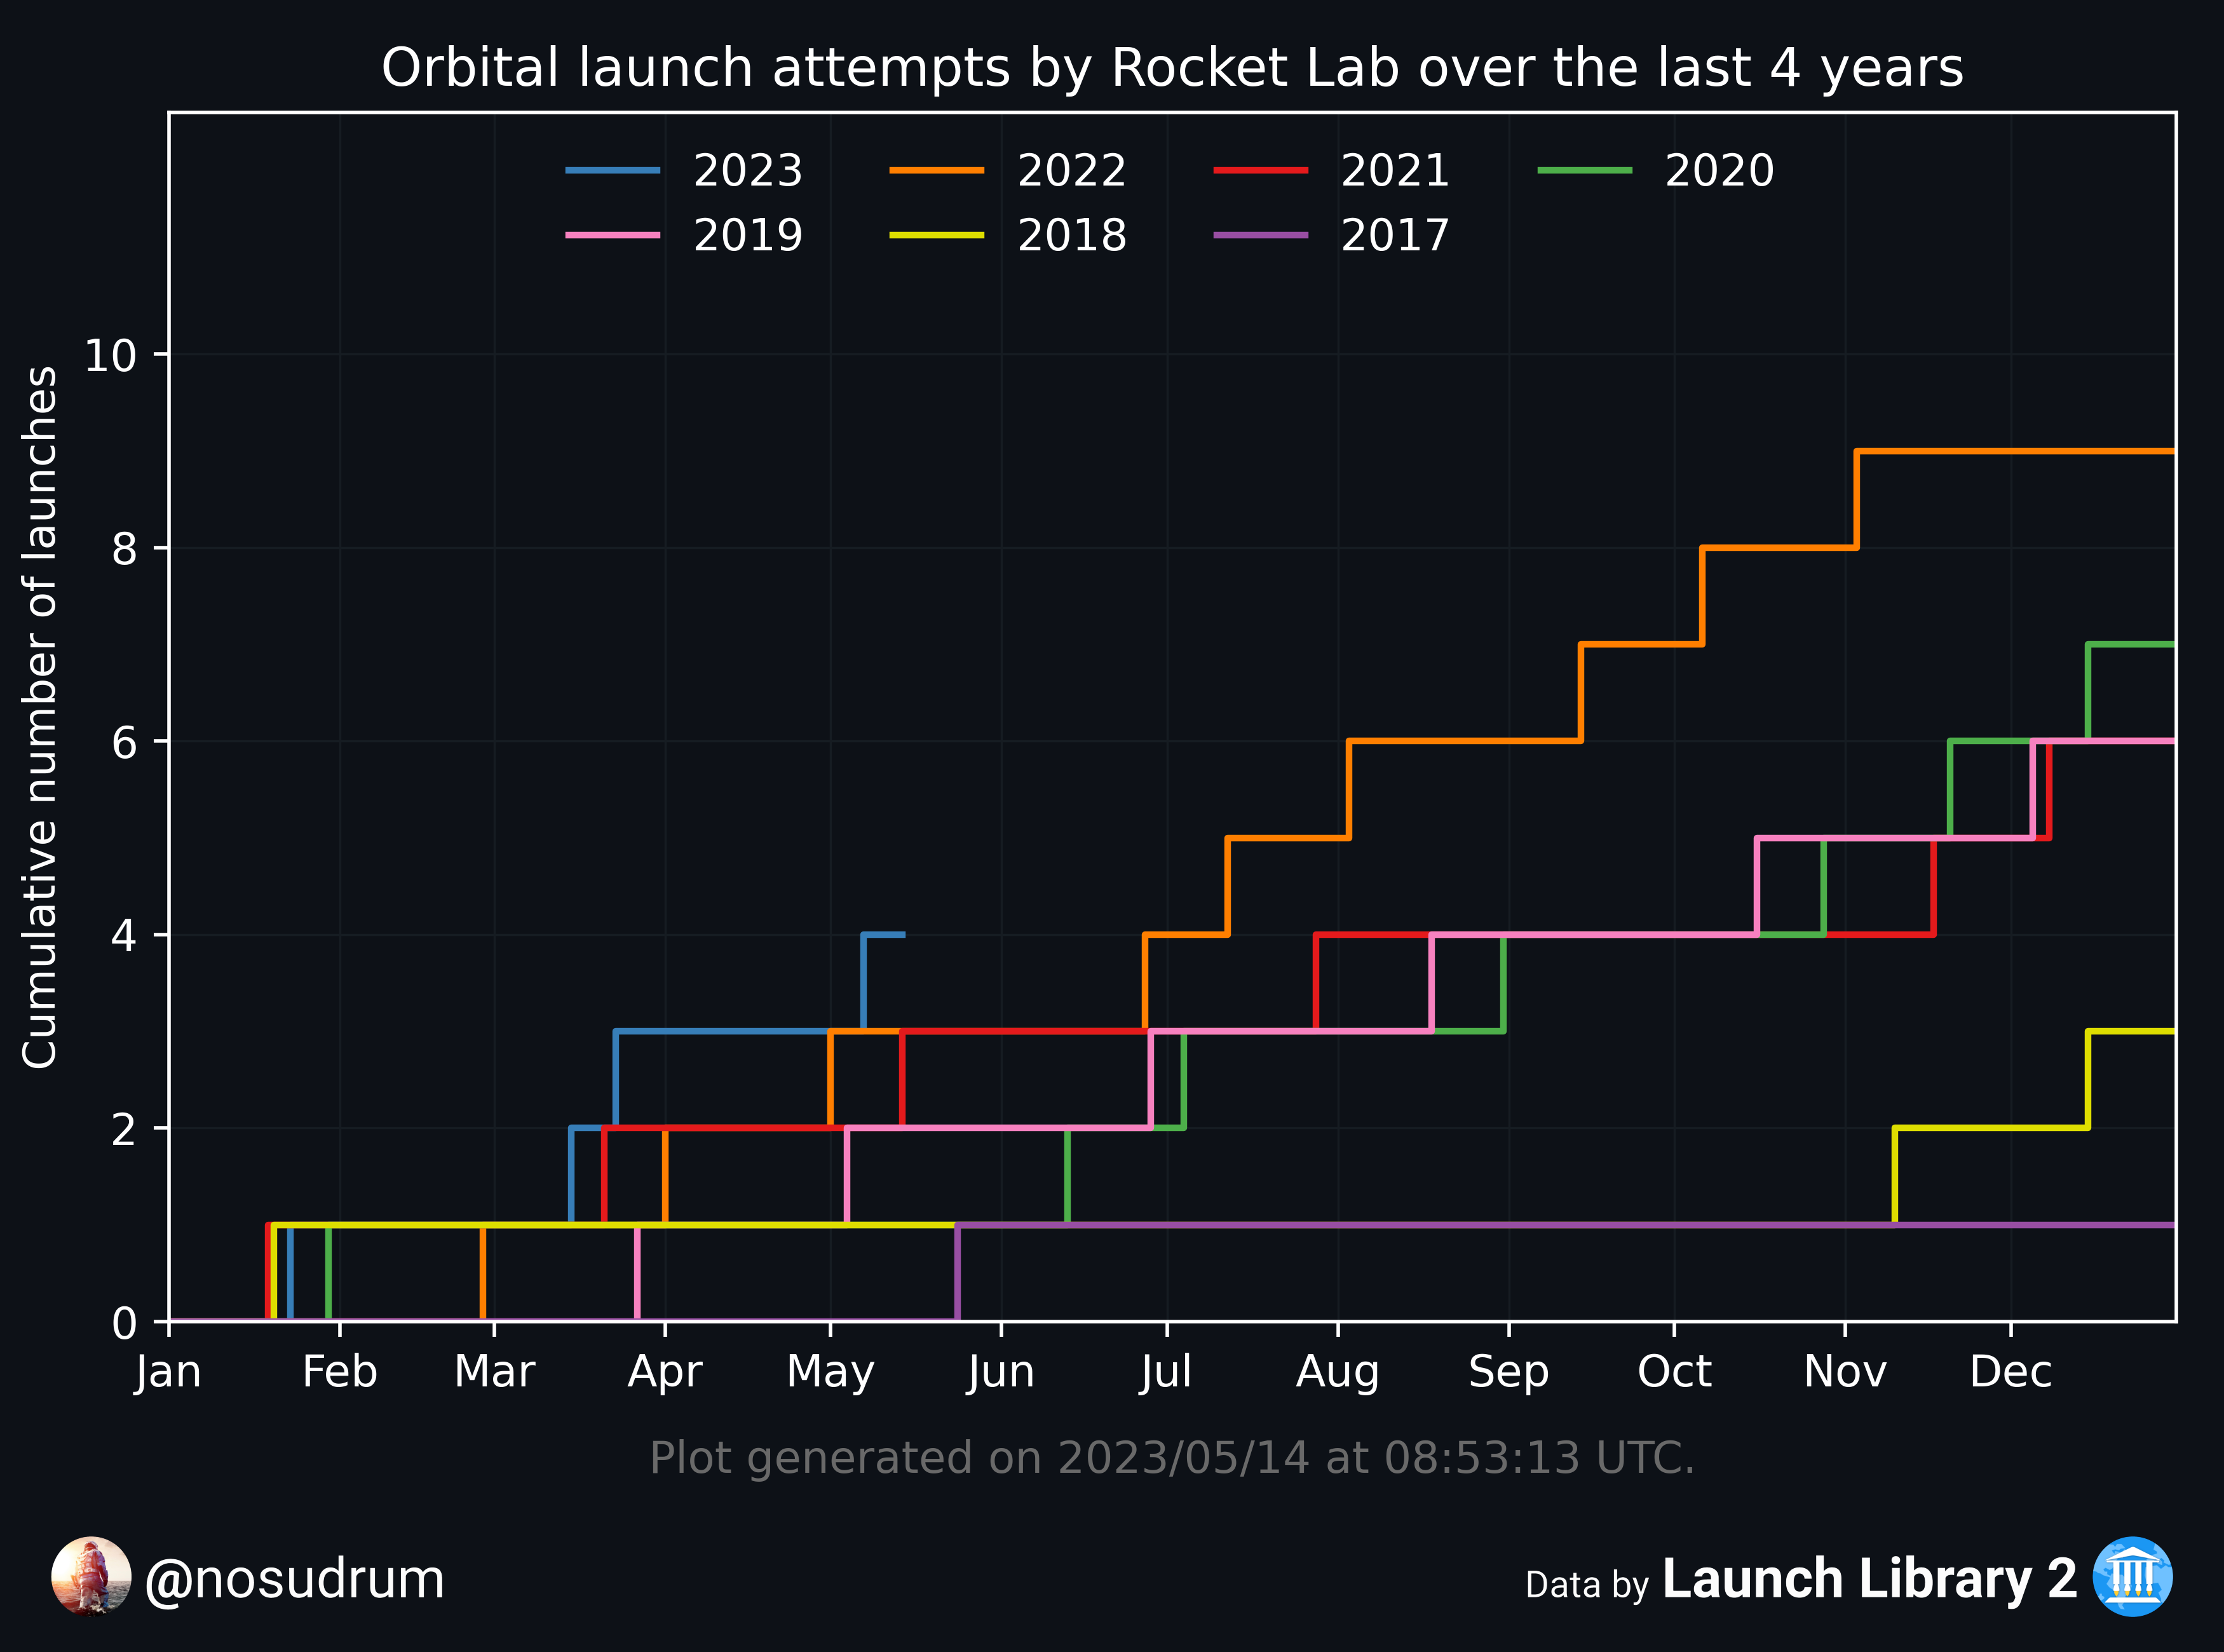 Orbital launch attempts by Rocket Lab over the last 4 years
2023 2022 2021 2020
2019 2018 2017
Cumulative number of launches
10
8
6
4
2
0
Jan Feb Mar Apr May Jun Jul Aug Sep Oct Nov Dec
Plot generated on 2023/05/14 at 08:53:13 UTC.
@nosudrum
Data by Launch Library 2